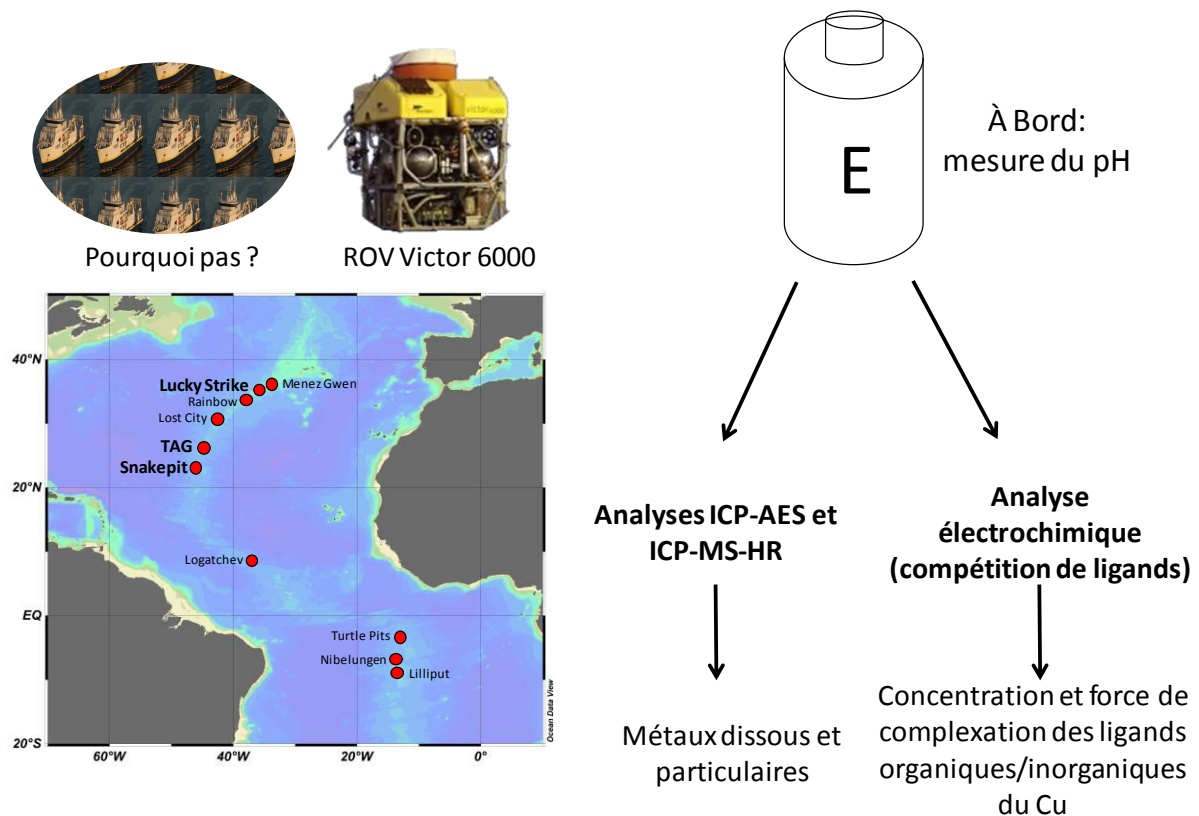 Pourquoi pas ?
victor 6000
ROV Victor 6000
E
À Bord:
mesure du pH
40°N
20°N
EQ
20°S
60°W
40°W
20°W
0°
Lucky Strike
Menez Gwen
Rainbow
Lost City
TAG
Snakepit
Logatchev
Turtle Pits
Nibelungen
Lilliput
Ocean Data View
Analyses ICP-AES et
ICP-MS-HR
Métaux dissous et
particulaires
Analyse
électrochimique
(compétition de ligands)
Concentration et force de
complexation des ligands
organiques/inorganiques
du Cu